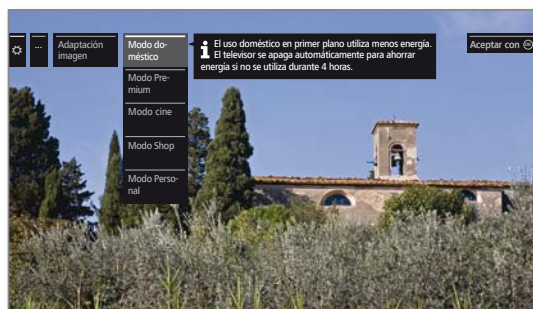 ...
Adaptación
imagen
Modo do-
méstico
El uso doméstico en primer plano utiliza menos energía.
El televisor se apaga automáticamente para ahorrar
energía si no se utiliza durante 4 horas.
Aceptar con OK
Modo Pre-
mium
Modo cine
Modo Shop
Modo Perso-
nal